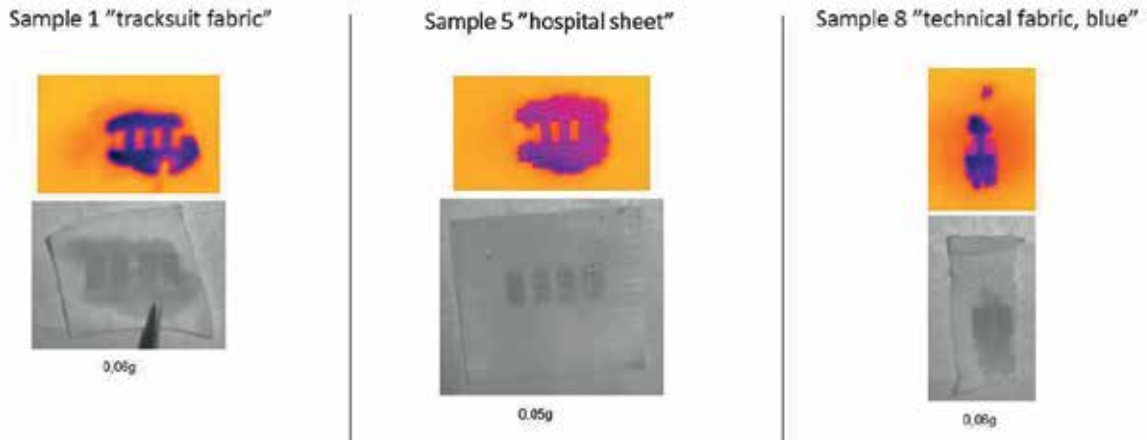 Sample 1 "tracksuit fabric"
Sample 5 "hospital sheet"
Sample 8 "technical fabric, blue"
0,06g
0.05g
0,06g